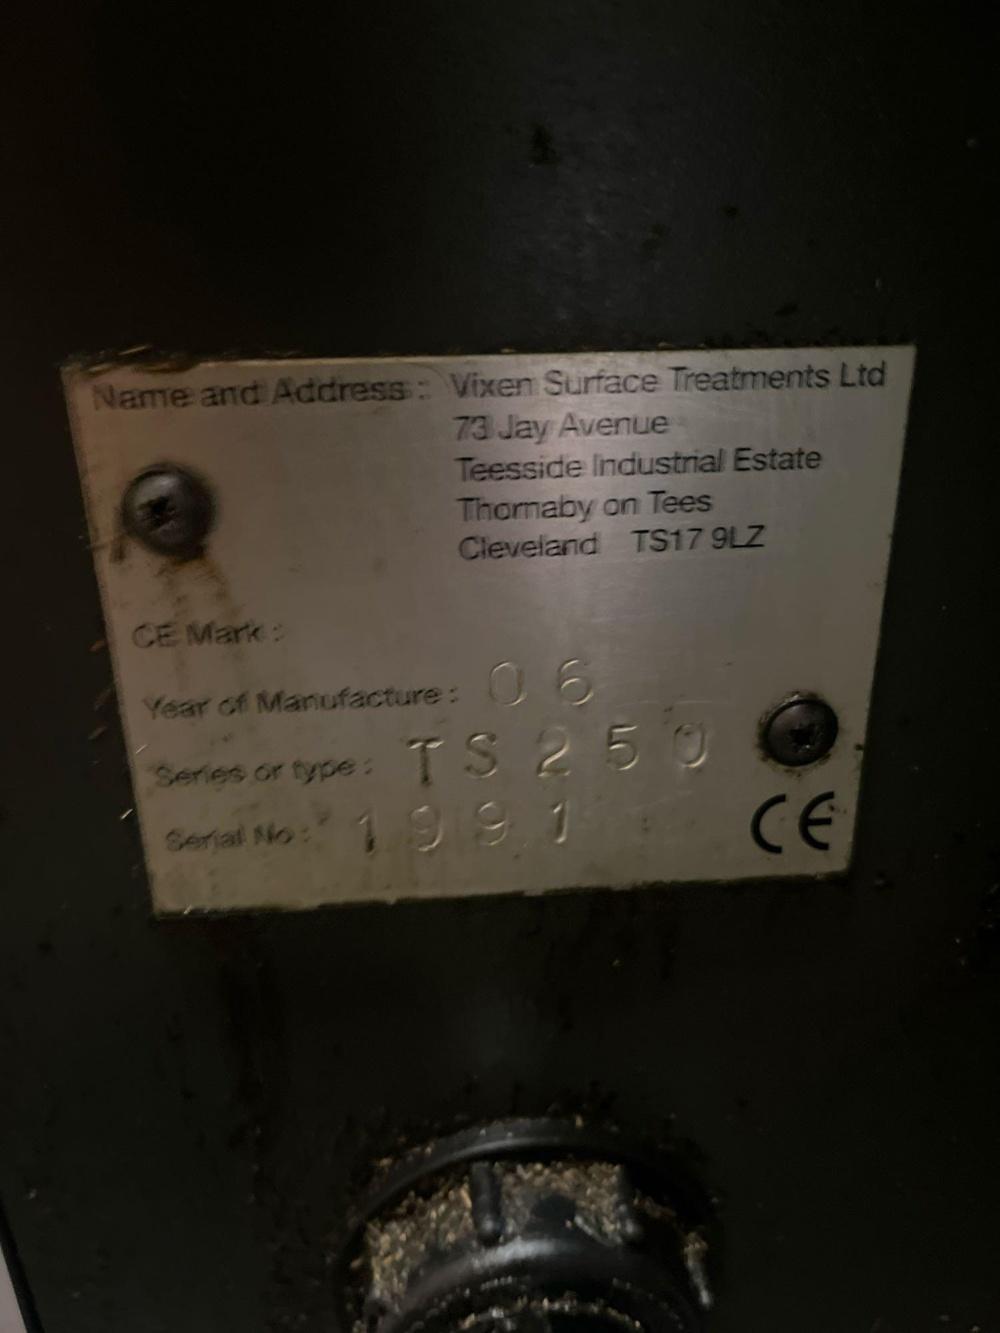 Name and Address : Vixen Surface Treatments Ltd
73 Jay Avenue
Teesside Industrial Estate
Thornaby on Tees
Cleveland TS17 9LZ
CE Mark :
Year of Manufacture : 06
Series or type : TS250
Serial No : 1991
CE